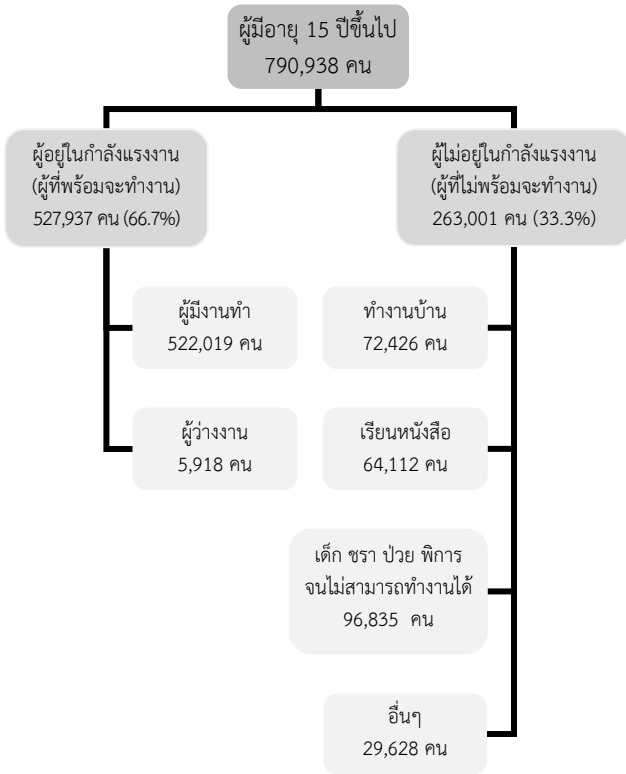 ผู้มีอายุ 15 ปีขึ้นไป
790,938 คน
ผู้อยู่ในกำลังแรงงาน
(ผู้ที่พร้อมจะทำงาน)
527,937 คน (66.7%)
ผู้ไม่อยู่ในกำลังแรงงาน
(ผู้ที่ไม่พร้อมจะทำงาน)
263,001 คน (33.3%)
ผู้มีงานทำ
522,019 คน
ผู้ว่างงาน
5,918 คน
ทำงานบ้าน
72,426 คน
เรียนหนังสือ
64,112 คน
เด็ก ชรา ป่วย พิการ
จนไม่สามารถทำงานได้
96,835 คน
อื่นๆ
29,628 คน